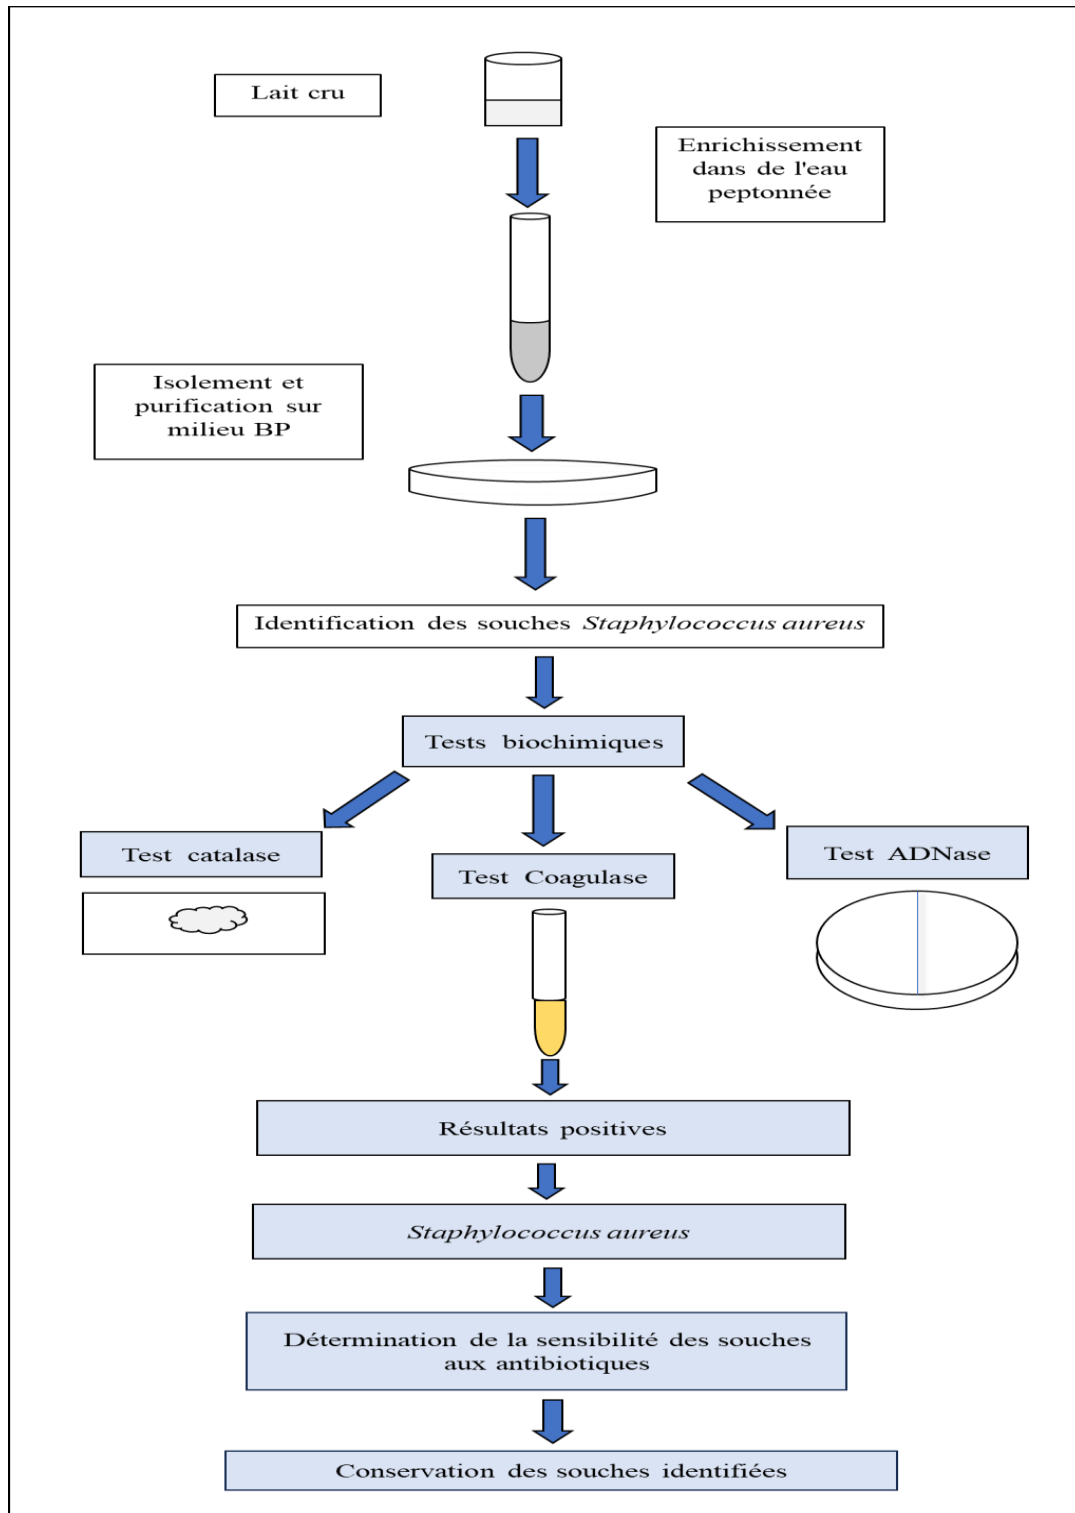 Lait cru
Enrichissement
dans de l'eau
peptonnée
Isolement et
purification sur
milieu BP
Identification des souches Staphylococcus aureus
Tests biochimiques
Test catalase
Test Coagulase
Test ADNase
Résultats positives
Staphylococcus aureus
Détermination de la sensibilité des souches
aux antibiotiques
Conservation des souches identifiées